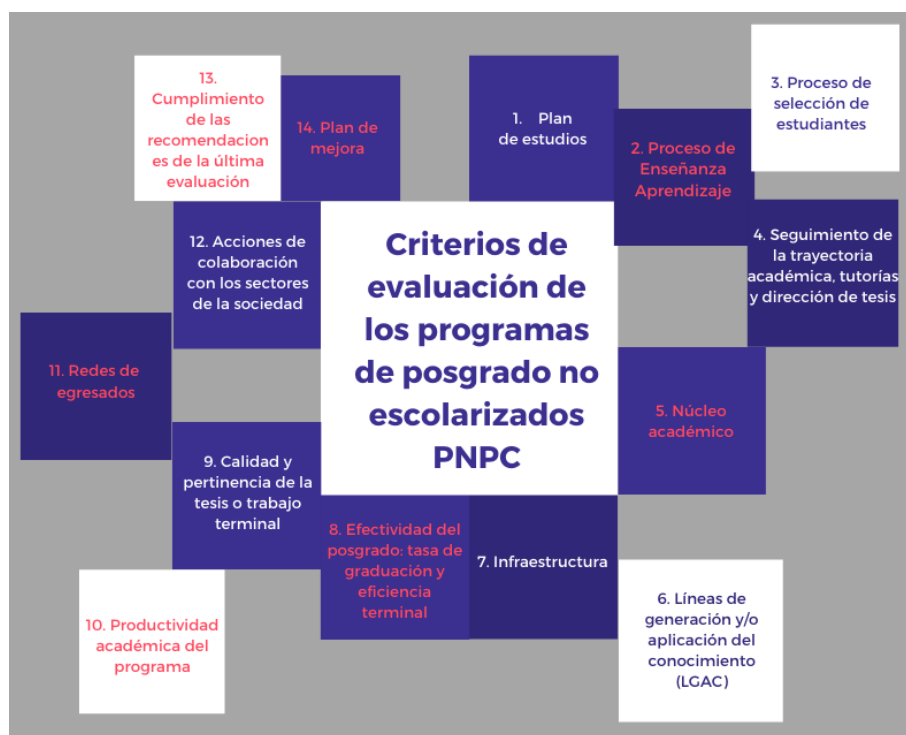 Criterios de
evaluación de
los programas
de posgrado no
escolarizados
PNPC
1. Plan
de estudios
2. Proceso de
Enseñanza
Aprendizaje
3. Proceso de
selección de
estudiantes
4. Seguimiento de
la trayectoria
académica, tutorías
y dirección de tesis
5. Núcleo
académico
6. Líneas de
generación y/o
aplicación del
conocimiento
(LGAC)
7. Infraestructura
8. Efectividad del
posgrado: tasa de
graduación y
eficiencia
terminal
9. Calidad y
pertinencia de la
tesis o trabajo
terminal
10. Productividad
académica del
programa
11. Redes de
egresados
12. Acciones de
colaboración
con los sectores
de la sociedad
13.
Cumplimiento
de las
recomendacion
es de la última
evaluación
14. Plan de
mejora